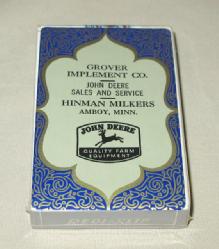 GROVER
IMPLEMENT CO.
JOHN DEERE
SALES AND SERVICE
HINMAN MILKERS
AMBOY, MINN.
JOHN DEERE
QUALITY FARM
EQUIPMENT